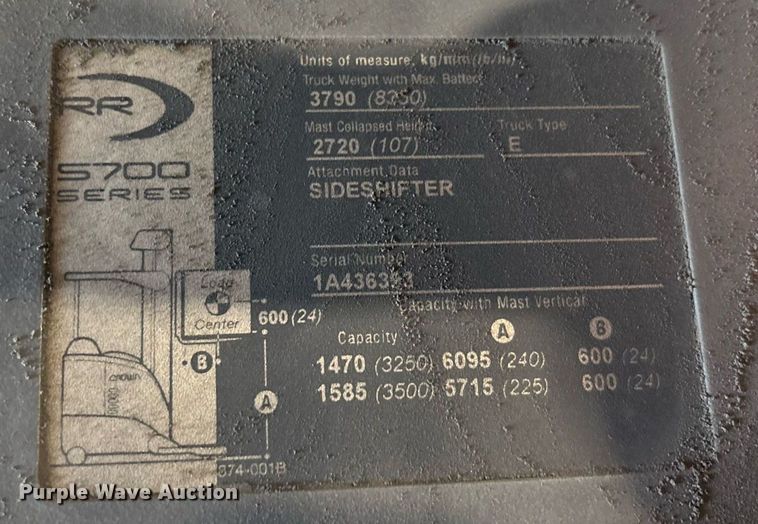 Units of measure, kg/mm (lb/in)
Truck Weight with Max. Battery
3790 (8350)
Mast Collapsed Height
Truck Type
2720 (107)
E
Attachment Data
SIDESHIFTER
Serial Number
Capacity with Mast Vertical
Capacity A B
1470 (3250) 6095 (240) 600 (24)
1585 (3500) 5715 (225) 600 (24)
RR
5700
SERIES
Load
Center
600 (24)
B
A
CROWN
Purple Wave Auction